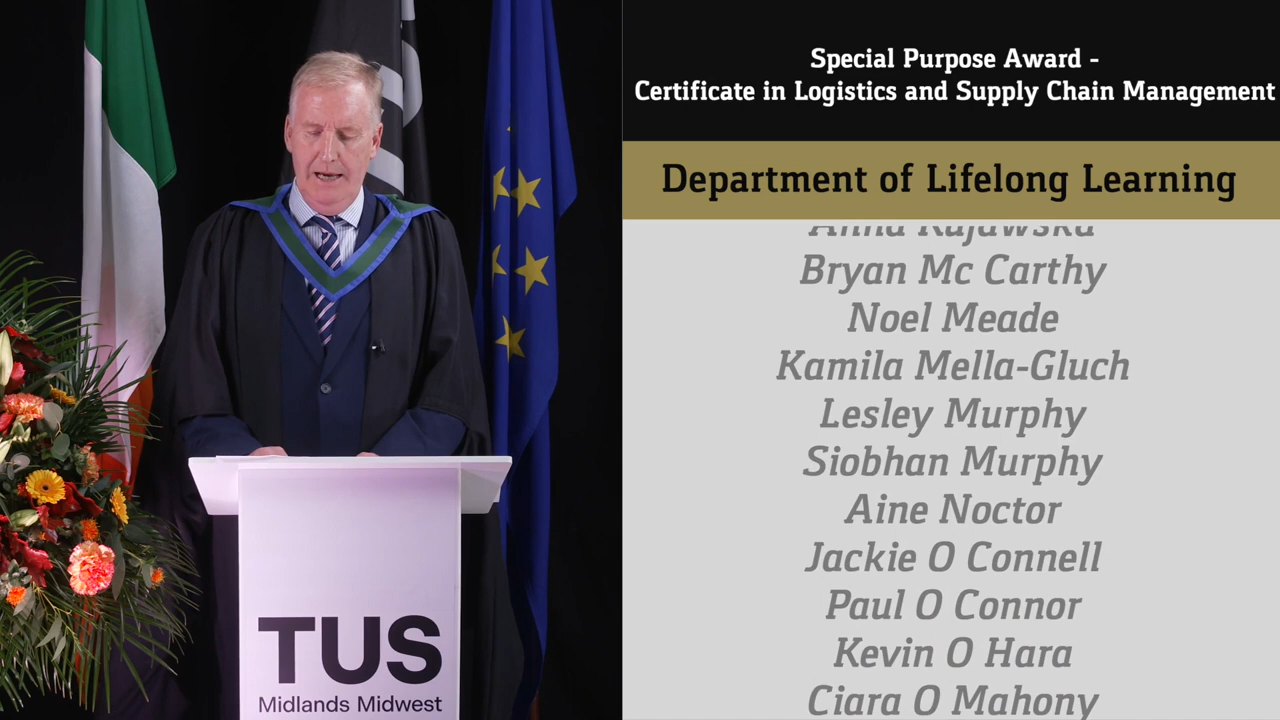 Special Purpose Award -
Certificate in Logistics and Supply Chain Management
Department of Lifelong Learning
Bryan Mc Carthy
Noel Meade
Kamila Mella-Gluch
Lesley Murphy
Siobhan Murphy
Aine Noctor
Jackie O Connell
Paul O Connor
Kevin O Hara
Ciara O Mahony
TUS
Midlands Midwest